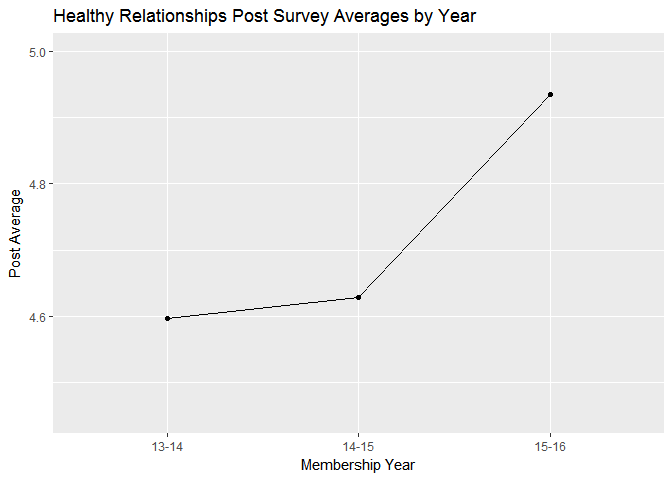 Healthy Relationships Post Survey Averages by Year
5.0
4.8
4.6
Post Average
13-14 14-15 15-16
Membership Year